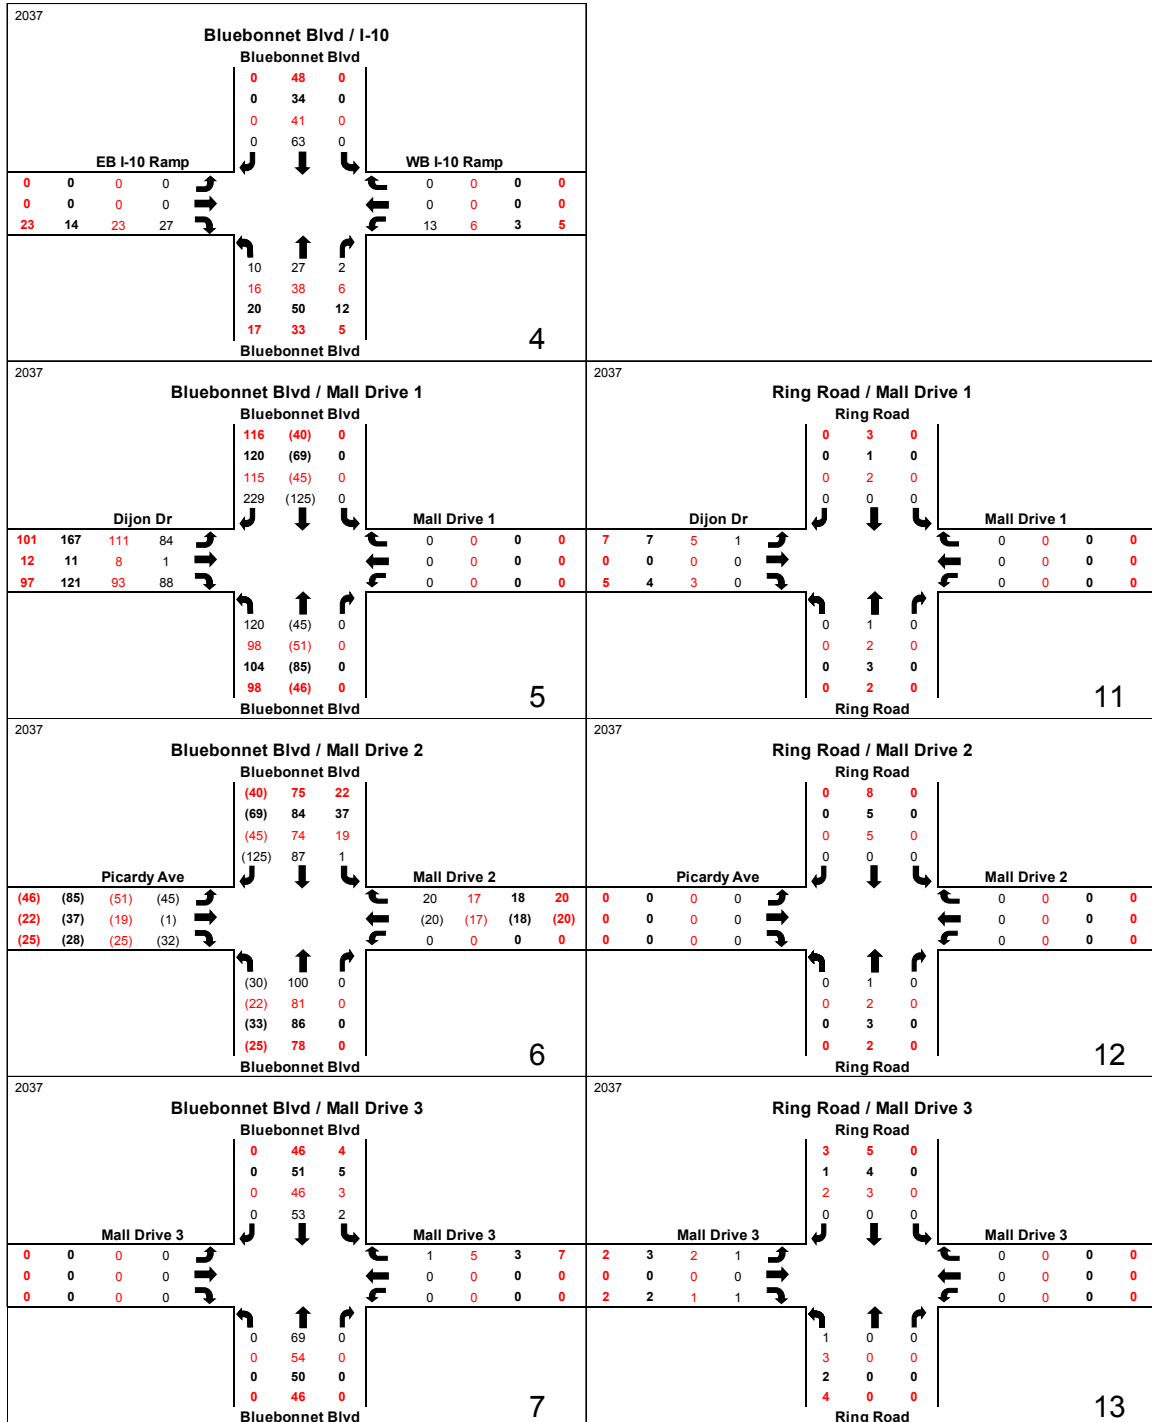 2037
Bluebonnet Blvd / I-10
Bluebonnet Blvd
0 48 0
0 34 0
0 41 0
0 63 0
EB I-10 Ramp WB I-10 Ramp
0 0 0 0 0 0 0 0
0 0 0 0 0 0 0 0
23 14 23 27 13 6 3 5
10 27 2
16 38 6
20 50 12
17 33 5
Bluebonnet Blvd
4
2037
Bluebonnet Blvd / Mall Drive 1
Bluebonnet Blvd
116 (40) 0
120 (69) 0
115 (45) 0
229 (125) 0
Dijon Dr Mall Drive 1
101 167 111 84 0 0 0 0
12 11 8 1 0 0 0 0
97 121 93 88 0 0 0 0
120 (45) 0
98 (51) 0
104 (85) 0
98 (46) 0
Bluebonnet Blvd
5
2037
Ring Road / Mall Drive 1
Ring Road
0 3 0
0 1 0
0 2 0
0 0 0
Dijon Dr Mall Drive 1
7 7 5 1 0 0 0 0
0 0 0 0 0 0 0 0
5 4 3 0 0 0 0 0
0 1 0
0 2 0
0 3 0
0 2 0
Ring Road
11
2037
Bluebonnet Blvd / Mall Drive 2
Bluebonnet Blvd
(40) 75 22
(69) 84 37
(45) 74 19
(125) 87 1
Picardy Ave Mall Drive 2
(46) (85) (51) (45) 20 17 18 20
(22) (37) (19) (1) (20) (17) (18) (20)
(25) (28) (25) (32) 0 0 0 0
(30) 100 0
(22) 81 0
(33) 86 0
(25) 78 0
Bluebonnet Blvd
6
2037
Ring Road / Mall Drive 2
Ring Road
0 8 0
0 5 0
0 5 0
0 0 0
Picardy Ave Mall Drive 2
0 0 0 0 0 0 0 0
0 0 0 0 0 0 0 0
0 0 0 0 0 0 0 0
0 1 0
0 2 0
0 3 0
0 2 0
Ring Road
12
2037
Bluebonnet Blvd / Mall Drive 3
Bluebonnet Blvd
0 46 4
0 51 5
0 46 3
0 53 2
Mall Drive 3 Mall Drive 3
0 0 0 0 1 5 3 7
0 0 0 0 0 0 0 0
0 0 0 0 0 0 0 0
0 69 0
0 54 0
0 50 0
0 46 0
Bluebonnet Blvd
7
2037
Ring Road / Mall Drive 3
Ring Road
3 5 0
1 4 0
2 3 0
0 0 0
Mall Drive 3 Mall Drive 3
2 3 2 1 0 0 0 0
0 0 0 0 0 0 0 0
2 2 1 1 0 0 0 0
1 0 0
3 0 0
2 0 0
4 0 0
Ring Road
13